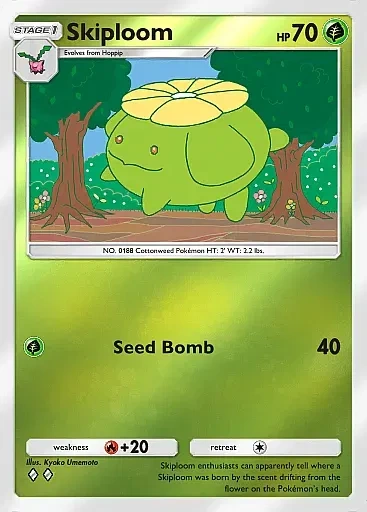 STAGE 1
Skiploom
HP 70
Evolves from Hoppip
NO. 0188 Cottonweed Pokémon HT: 2' WT: 2.2 lbs.
Seed Bomb 40
weakness +20 retreat
Illus. Kyoko Umemoto
Skiploom enthusiasts can apparently tell where a
Skiploom was born by the scent drifting from the
flower on the Pokémon's head.